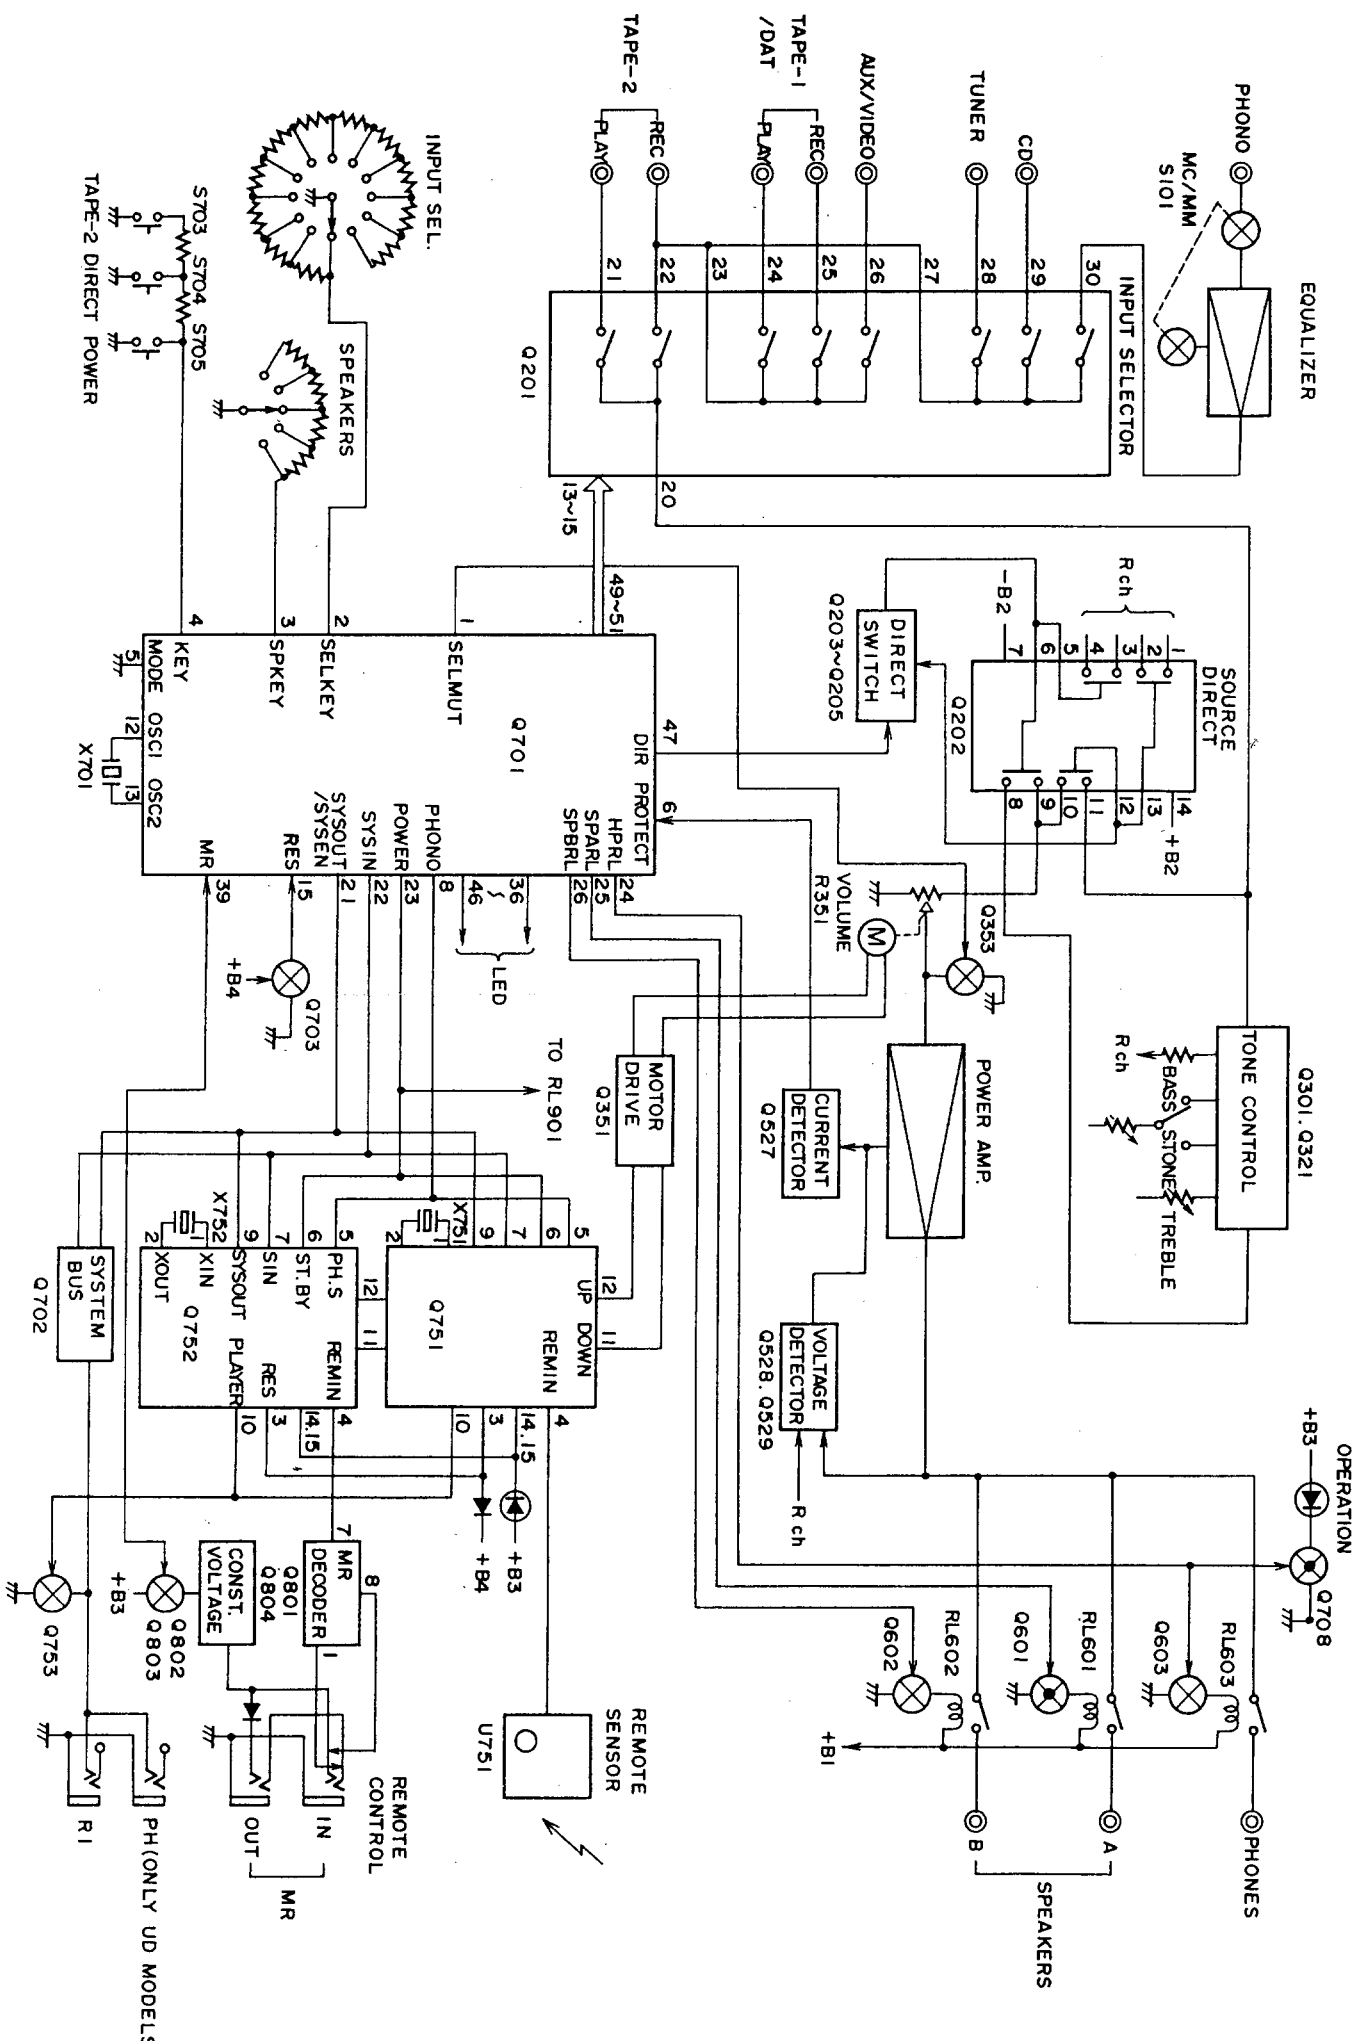 PHONO
MC/MM
S101
EQUALIZER
CD
TUNER
AUX/VIDEO
TAPE-1
/DAT
REC
PLAY
TAPE-2
REC
PLAY
30
29
28
27
26
25
24
23
22
21
INPUT SELECTOR
Q201
20
13~15
49~51
INPUT SEL.
SPEAKERS
S703
S704
S705
TAPE-2 DIRECT POWER
SOURCE
DIRECT
Q202
R ch
1
2
3
4
5
6
7
-B2
8
9
10
11
12
13
14
+B2
DIRECT
SWITCH
Q203~Q205
Q301.Q321
TONE CONTROL
R ch
BASS
S.TONE
TREBLE
VOLUME
R351
M
Q353
POWER AMP.
CURRENT
DETECTOR
Q527
VOLTAGE
DETECTOR
Q528.Q529
R ch
MOTOR
DRIVE
Q351
OPERATION
+B3
Q708
RL603
Q603
RL601
Q601
RL602
Q602
+B1
PHONES
A
B
SPEAKERS
Q701
4
KEY
3
SPKEY
2
SELKEY
1
SELMUT
47
DIR
6
PROTECT
5
MODE
12
OSC1
13
OSC2
X701
HPRL
24
SPARL
25
SPBRL
26
36
46
LED
PHONO
8
POWER
23
SYSIN
22
SYSOUT
/SYSEN
21
RES
15
MR
39
+B4
Q703
TO RL901
Q751
5
6
7
9
1
2
X751
12
UP
11
DOWN
REMIN
4
14.15
3
10
Q752
5
PH.S
6
ST.BY
7
SIN
9
SYSOUT
1
XIN
2
XOUT
X752
12
11
REMIN
4
14.15
RES
3
PLAYER
10
+B3
+B4
SYSTEM
BUS
Q702
7
8
1
MR
DECODER
Q801
CONST.
VOLTAGE
Q804
Q802
Q803
+B3
Q753
REMOTE
SENSOR
U751
REMOTE
CONTROL
IN
OUT
MR
PH(ONLY UD MODELS
RI